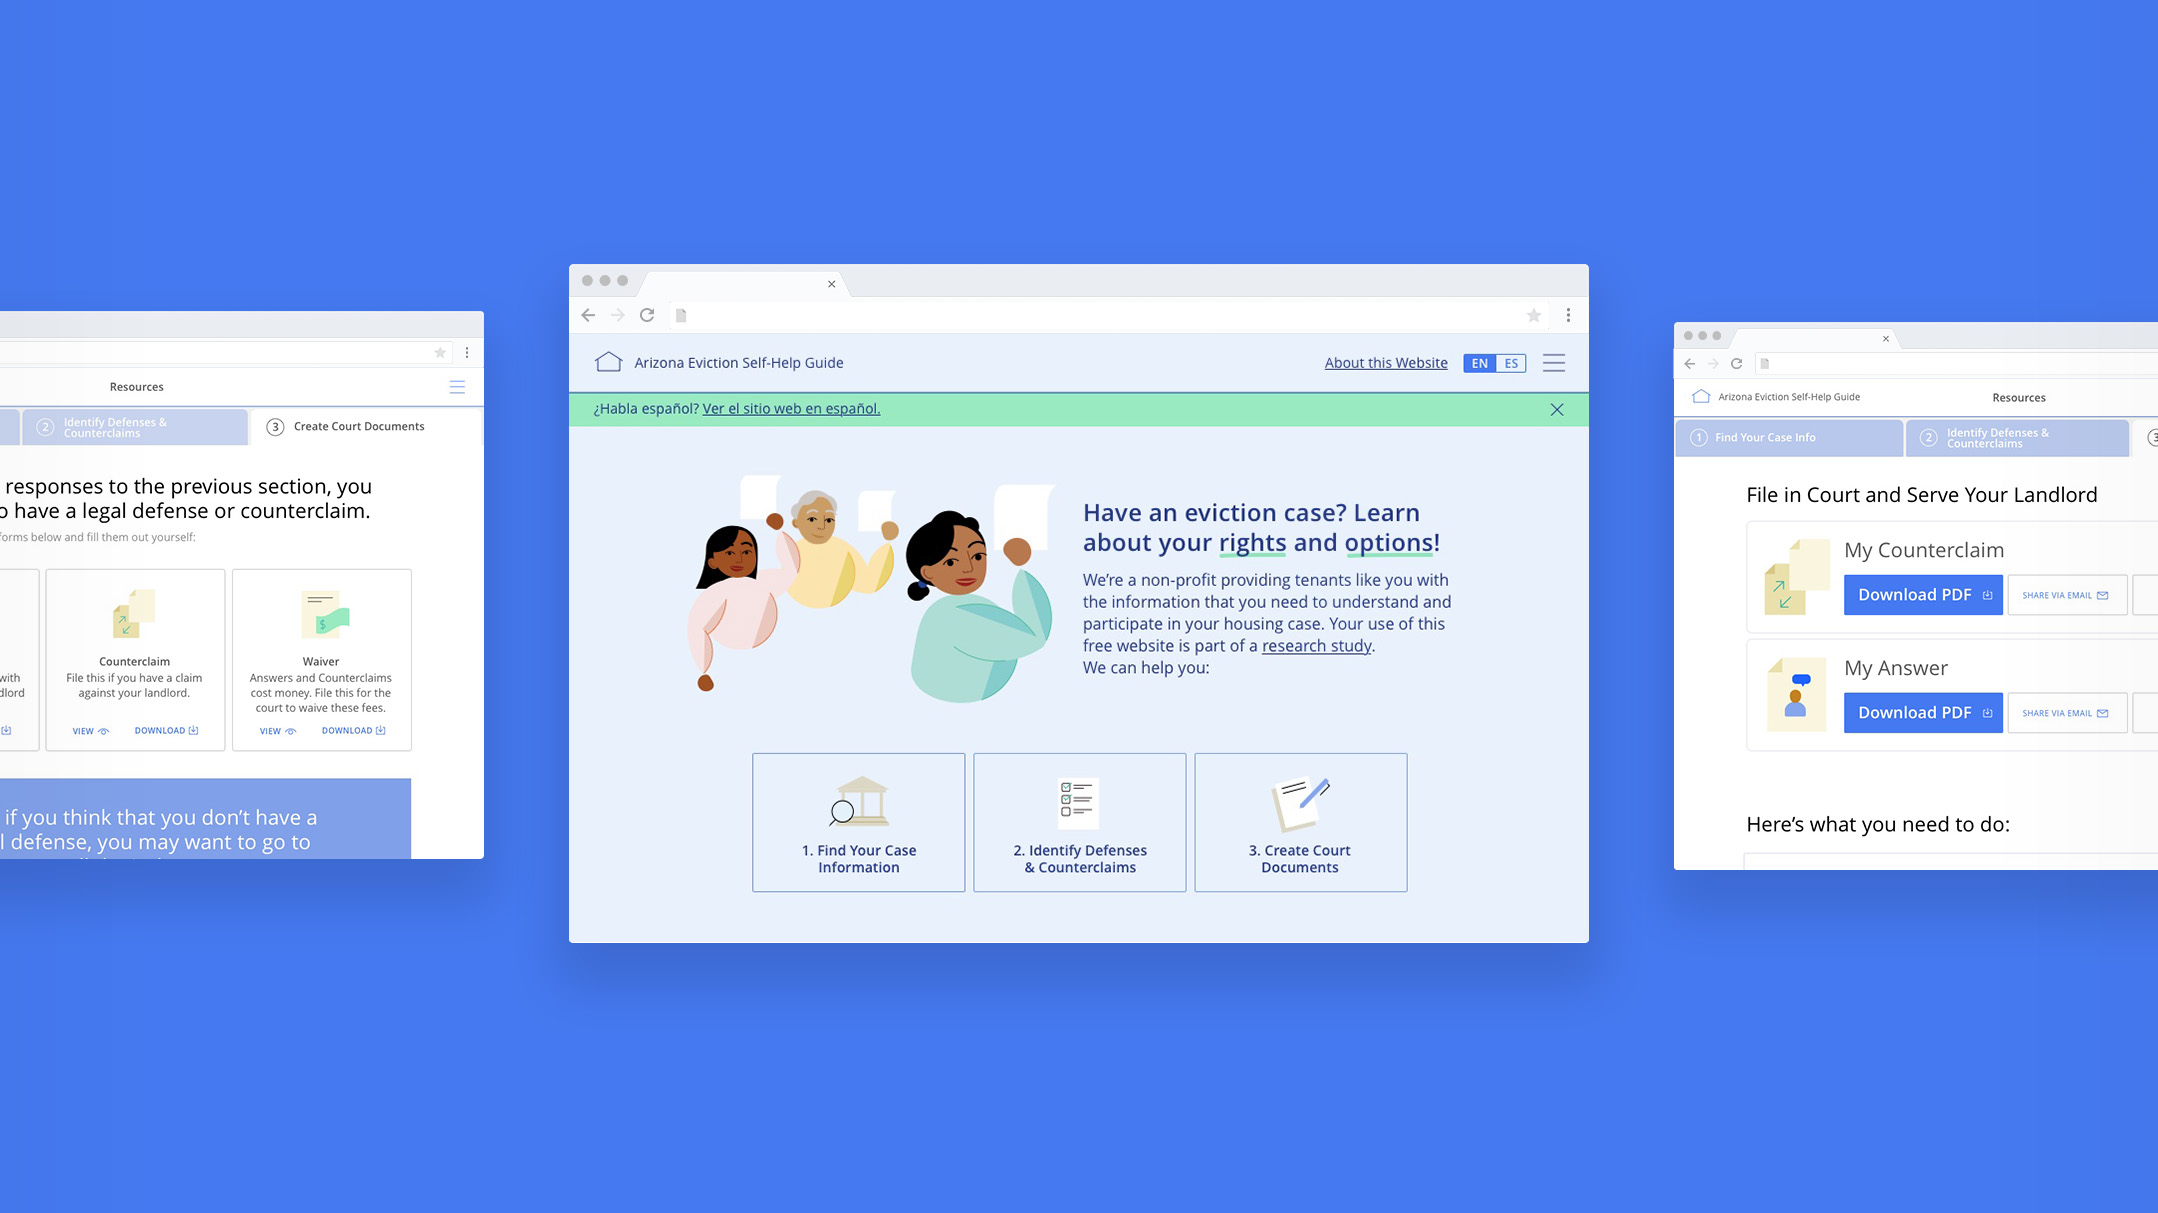 Resources
2
Identify Defenses &
Counterclaims
3
Create Court Documents
responses to the previous section, you
have a legal defense or counterclaim.
forms below and fill them out yourself:
with
Counterclaim
File this if you have a claim
against your landlord.
VIEW
DOWNLOAD
Waiver
Answers and Counterclaims
cost money. File this for the
court to waive these fees.
VIEW
DOWNLOAD
$
if you think that you don’t have a
defense, you may want to go to
Arizona Eviction Self-Help Guide
About this Website
EN
ES
¿Habla español? Ver el sitio web en español.
Have an eviction case? Learn
about your rights and options!
We’re a non-profit providing tenants like you with
the information that you need to understand and
participate in your housing case. Your use of this
free website is part of a research study.
We can help you:
1. Find Your Case
Information
2. Identify Defenses
& Counterclaims
3. Create Court
Documents
Arizona Eviction Self-Help Guide
Resources
1
Find Your Case Info
2
Identify Defenses &
Counterclaims
3
File in Court and Serve Your Landlord
My Counterclaim
Download PDF
SHARE VIA EMAIL
My Answer
Download PDF
SHARE VIA EMAIL
Here’s what you need to do: